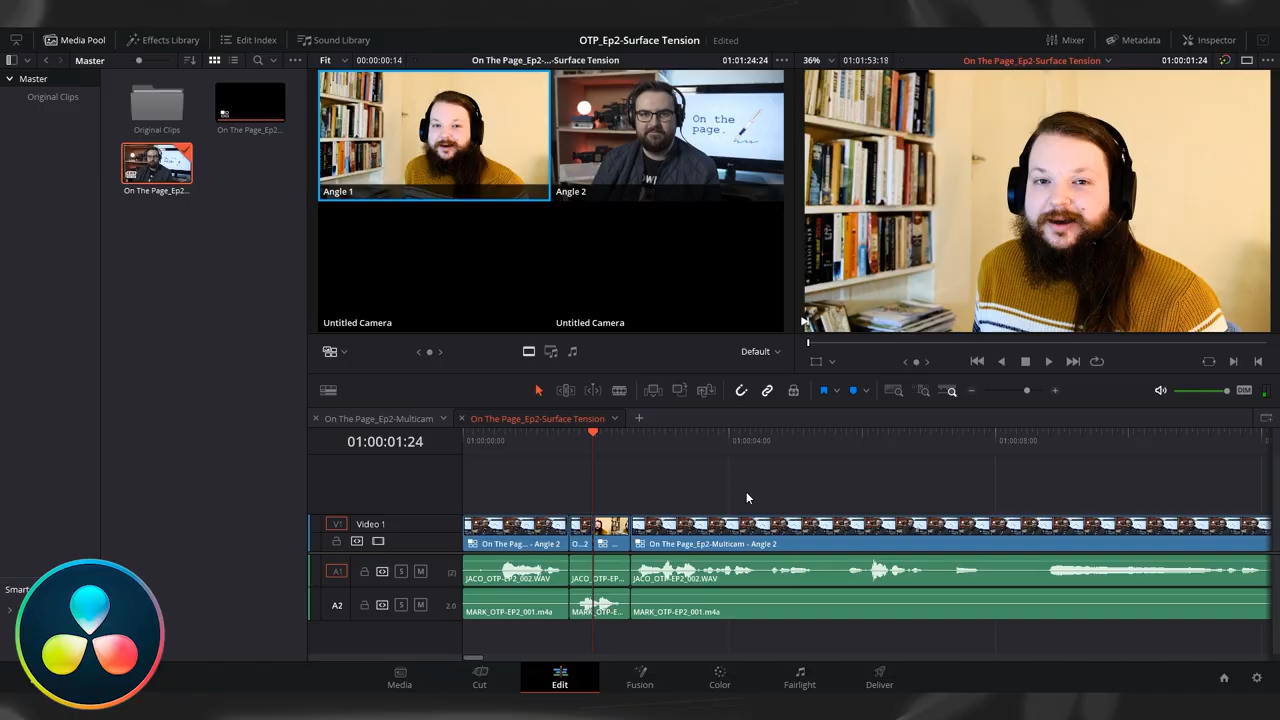 Media Pool Effects Library Edit Index Sound Library OTP_Ep2-Surface Tension Edited Mixer Metadata Inspector
Master Fit 00:00:00:14 On The Page_Ep2-...-Surface Tension 01:01:24:24 36% 01:01:53:18 On The Page_Ep2-Surface Tension 01:00:01:24
Master
Original Clips
Original Clips On The Page_Ep2...
On The Page_Ep2...
On the
page.
Angle 1 Angle 2
Untitled Camera Untitled Camera
Default
DIM
On The Page_Ep2-Multicam On The Page_Ep2-Surface Tension
01:00:01:24 01:00:00:00 01:00:04:00 01:00:08:00
V1 Video 1
On The Pag... - Angle 2 O...2 ... On The Page_Ep2-Multicam - Angle 2
A1 S M (2) JACO_OTP-EP2_002.WAV JACO_OTP-EP... JACO_OTP-EP2_002.WAV
A2 S M 2.0 MARK_OTP-EP2_001.m4a MARK_OTP-E... MARK_OTP-EP2_001.m4a
Smar
Media Cut Edit Fusion Color Fairlight Deliver